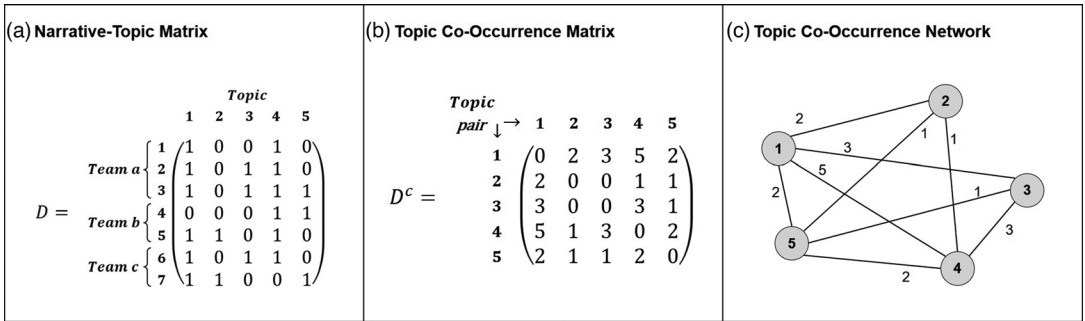 (a) Narrative-Topic Matrix
Topic
1 2 3 4 5
D =
Team a
1 1 0 0 1 0
2 1 0 1 1 0
3 1 0 1 1 1
Team b
4 0 0 0 1 1
5 1 1 0 1 0
Team c
6 1 0 1 1 0
7 1 1 0 0 1
(b) Topic Co-Occurrence Matrix
Topic
pair ↓→ 1 2 3 4 5
D^c =
1 0 2 3 5 2
2 2 0 0 1 1
3 3 0 0 3 1
4 5 1 3 0 2
5 2 1 1 2 0
(c) Topic Co-Occurrence Network
2
2
1
1
1
3
5
2
1
3
3
5
4
2